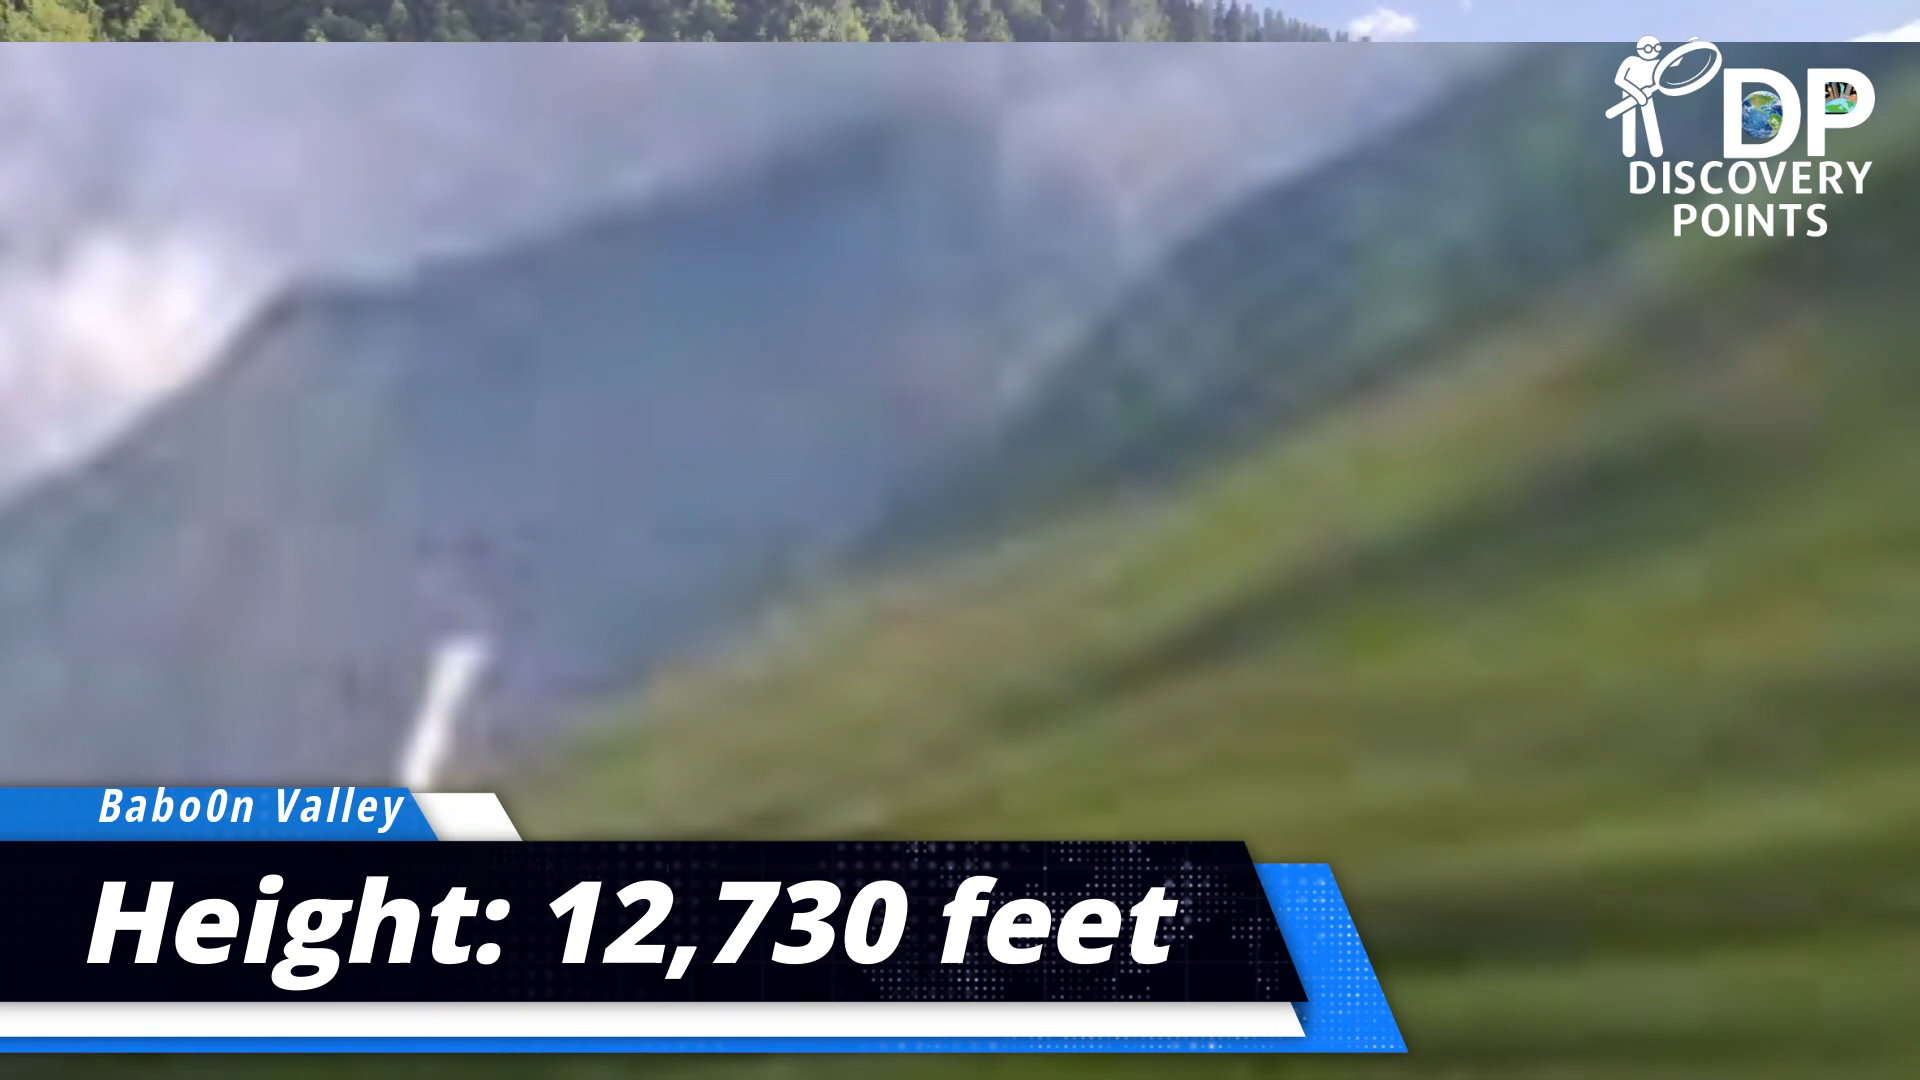 DP
DISCOVERY
POINTS
Babo0n Valley
Height: 12,730 feet